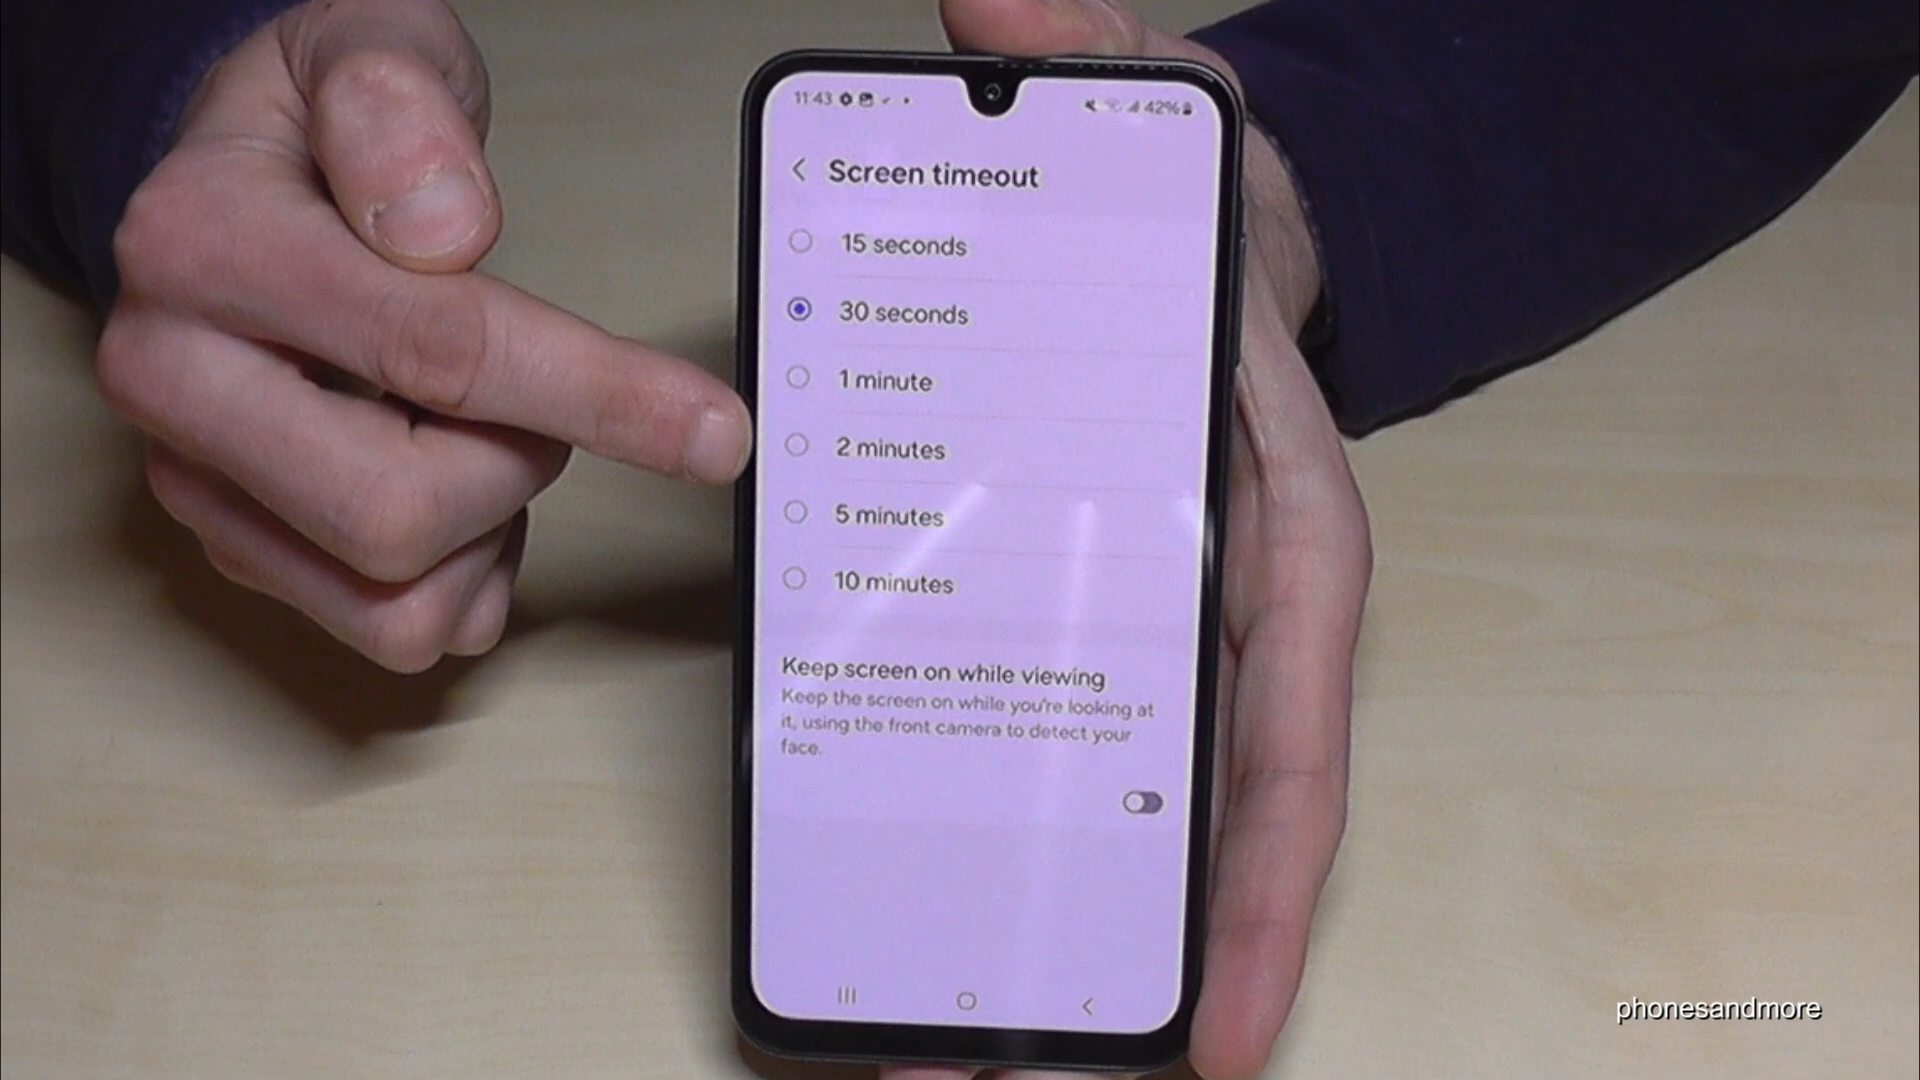 11:43
42%
Screen timeout
15 seconds
30 seconds
1 minute
2 minutes
5 minutes
10 minutes
Keep screen on while viewing
Keep the screen on while you're looking at
it, using the front camera to detect your
face.
phonesandmore